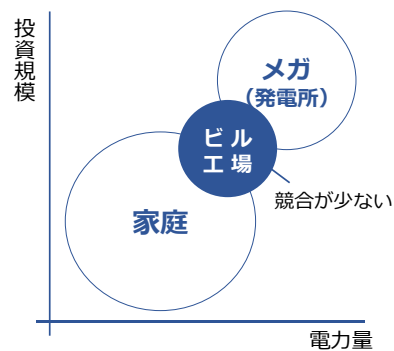 投資規模
メガ
（発電所）
ビル
工場
競合が少ない
家庭
電力量